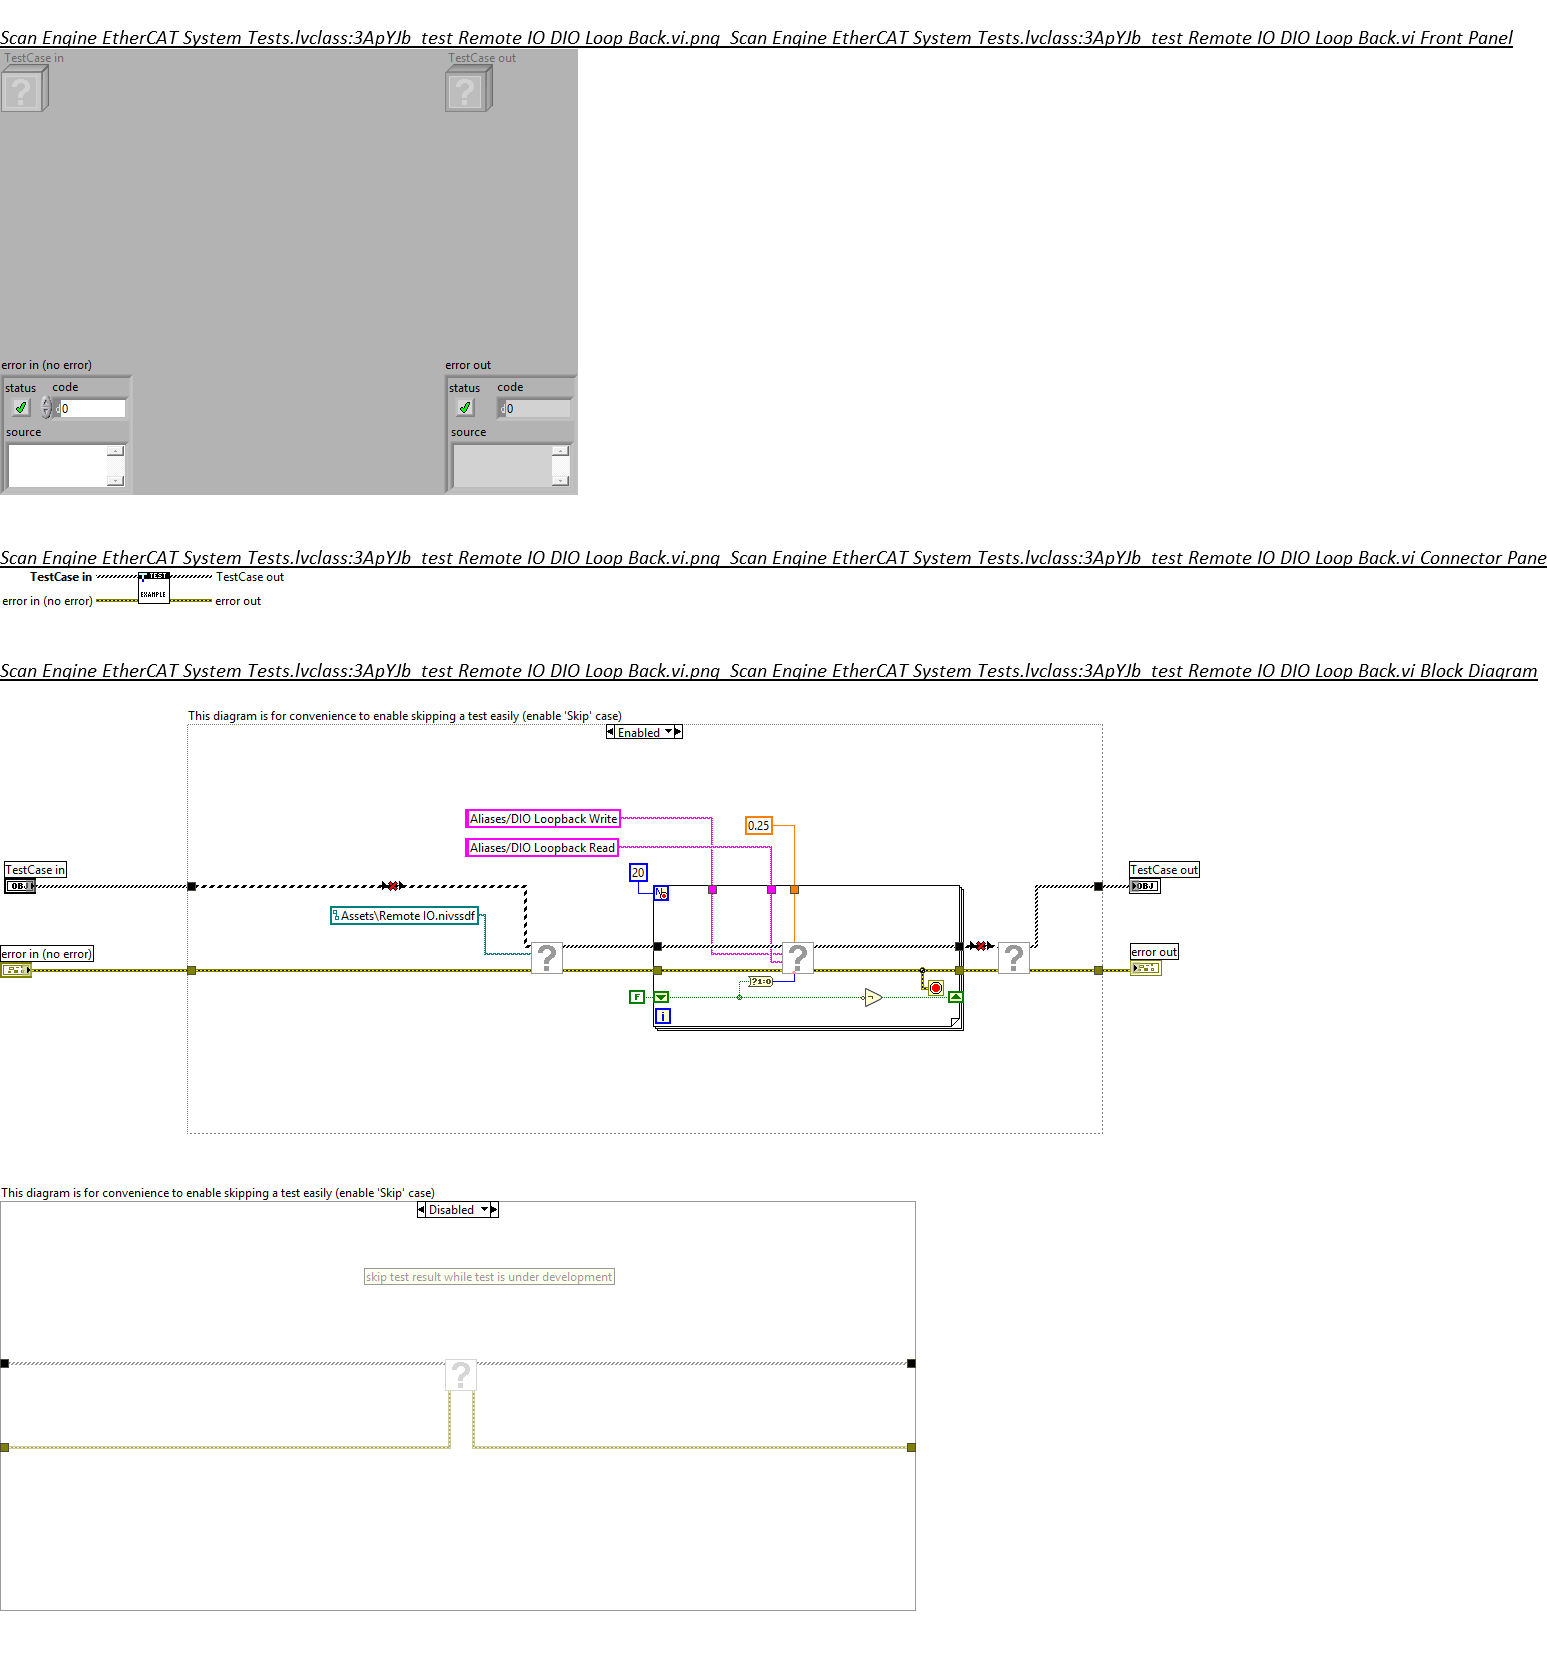 Scan Engine EtherCAT System Tests.lvclass:3ApYJb_test Remote IO DIO Loop Back.vi.png_Scan Engine EtherCAT System Tests.lvclass:3ApYJb_test Remote IO DIO Loop Back.vi Front Panel
TestCase in
TestCase out
?
?
error in (no error)
error out
status
code
status
code
d
0
d
0
source
source
Scan Engine EtherCAT System Tests.lvclass:3ApYJb_test Remote IO DIO Loop Back.vi.png_Scan Engine EtherCAT System Tests.lvclass:3ApYJb_test Remote IO DIO Loop Back.vi Connector Pane
TestCase in
TEST
TestCase out
error in (no error)
EXAMPLE
error out
Scan Engine EtherCAT System Tests.lvclass:3ApYJb_test Remote IO DIO Loop Back.vi.png_Scan Engine EtherCAT System Tests.lvclass:3ApYJb_test Remote IO DIO Loop Back.vi Block Diagram
This diagram is for convenience to enable skipping a test easily (enable 'Skip' case)
Enabled
Aliases/DIO Loopback Write
0.25
Aliases/DIO Loopback Read
TestCase in
20
TestCase out
OBJ
N
OBJ
Assets\Remote IO.nivssdf
error in (no error)
?
?
?
error out
?1:0
F
i
This diagram is for convenience to enable skipping a test easily (enable 'Skip' case)
Disabled
skip test result while test is under development
?